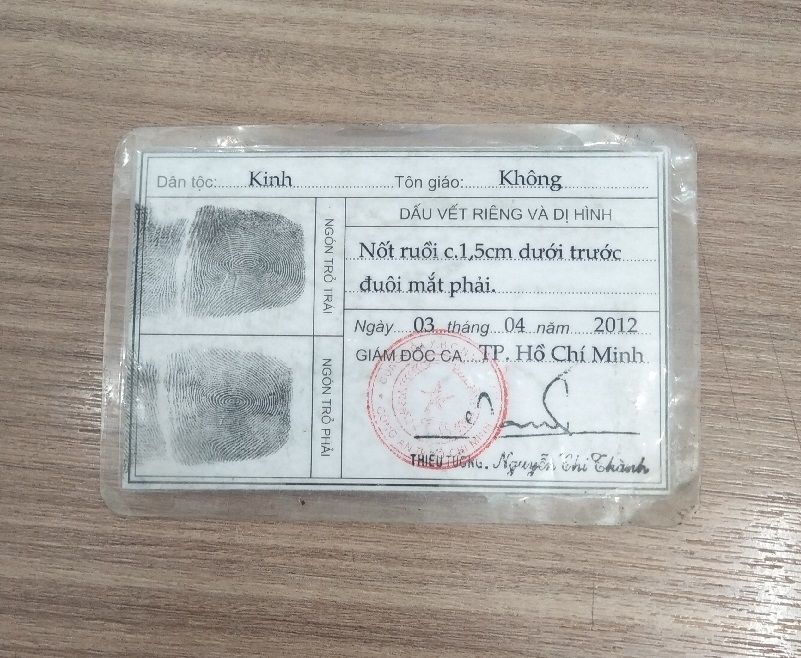 Dân tộc: Kinh Tôn giáo: Không
NGÓN TRỎ TRÁI
NGÓN TRỎ PHẢI
DẤU VẾT RIÊNG VÀ DỊ HÌNH
Nốt ruồi c.1,5cm dưới trước
đuôi mắt phải.
Ngày 03 tháng 04 năm 2012
GIÁM ĐỐC CA TP. Hồ Chí Minh
THIẾU TƯỚNG. Nguyễn Chí Thành